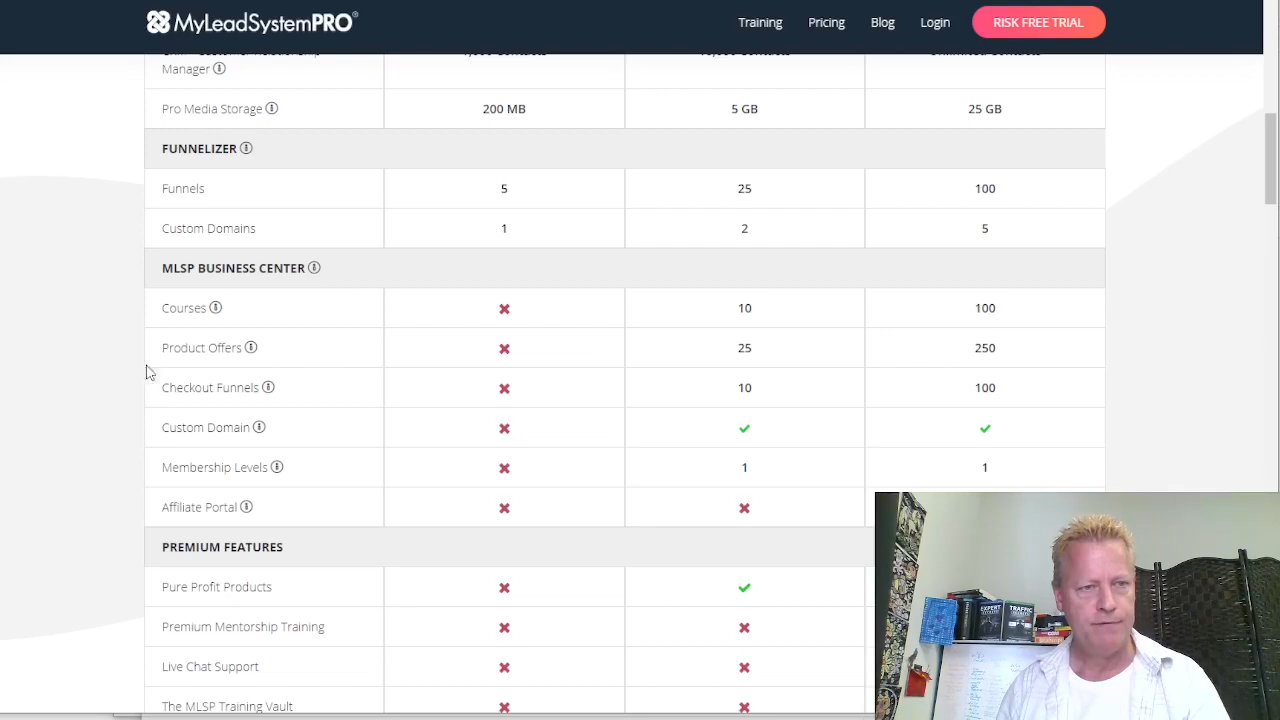 MyLeadSystemPRO®
Training Pricing Blog Login RISK FREE TRIAL
Manager
Pro Media Storage 200 MB 5 GB 25 GB
FUNNELIZER
Funnels 5 25 100
Custom Domains 1 2 5
MLSP BUSINESS CENTER
Courses 10 100
Product Offers 25 250
Checkout Funnels 10 100
Custom Domain
Membership Levels 1 1
Affiliate Portal
PREMIUM FEATURES
Pure Profit Products
Premium Mentorship Training
Live Chat Support
The MLSP Training Vault
EXPERT
TRAFFIC